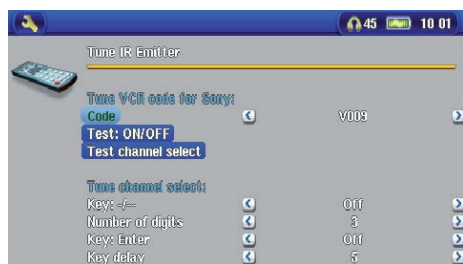 45 10 01
Tune IR Emitter
Tune VCR code for Sony:
Code V009
Test: ON/OFF
Test channel select
Tune channel select:
Key: -/-- Off
Number of digits 3
Key: Enter Off
Key delay 5